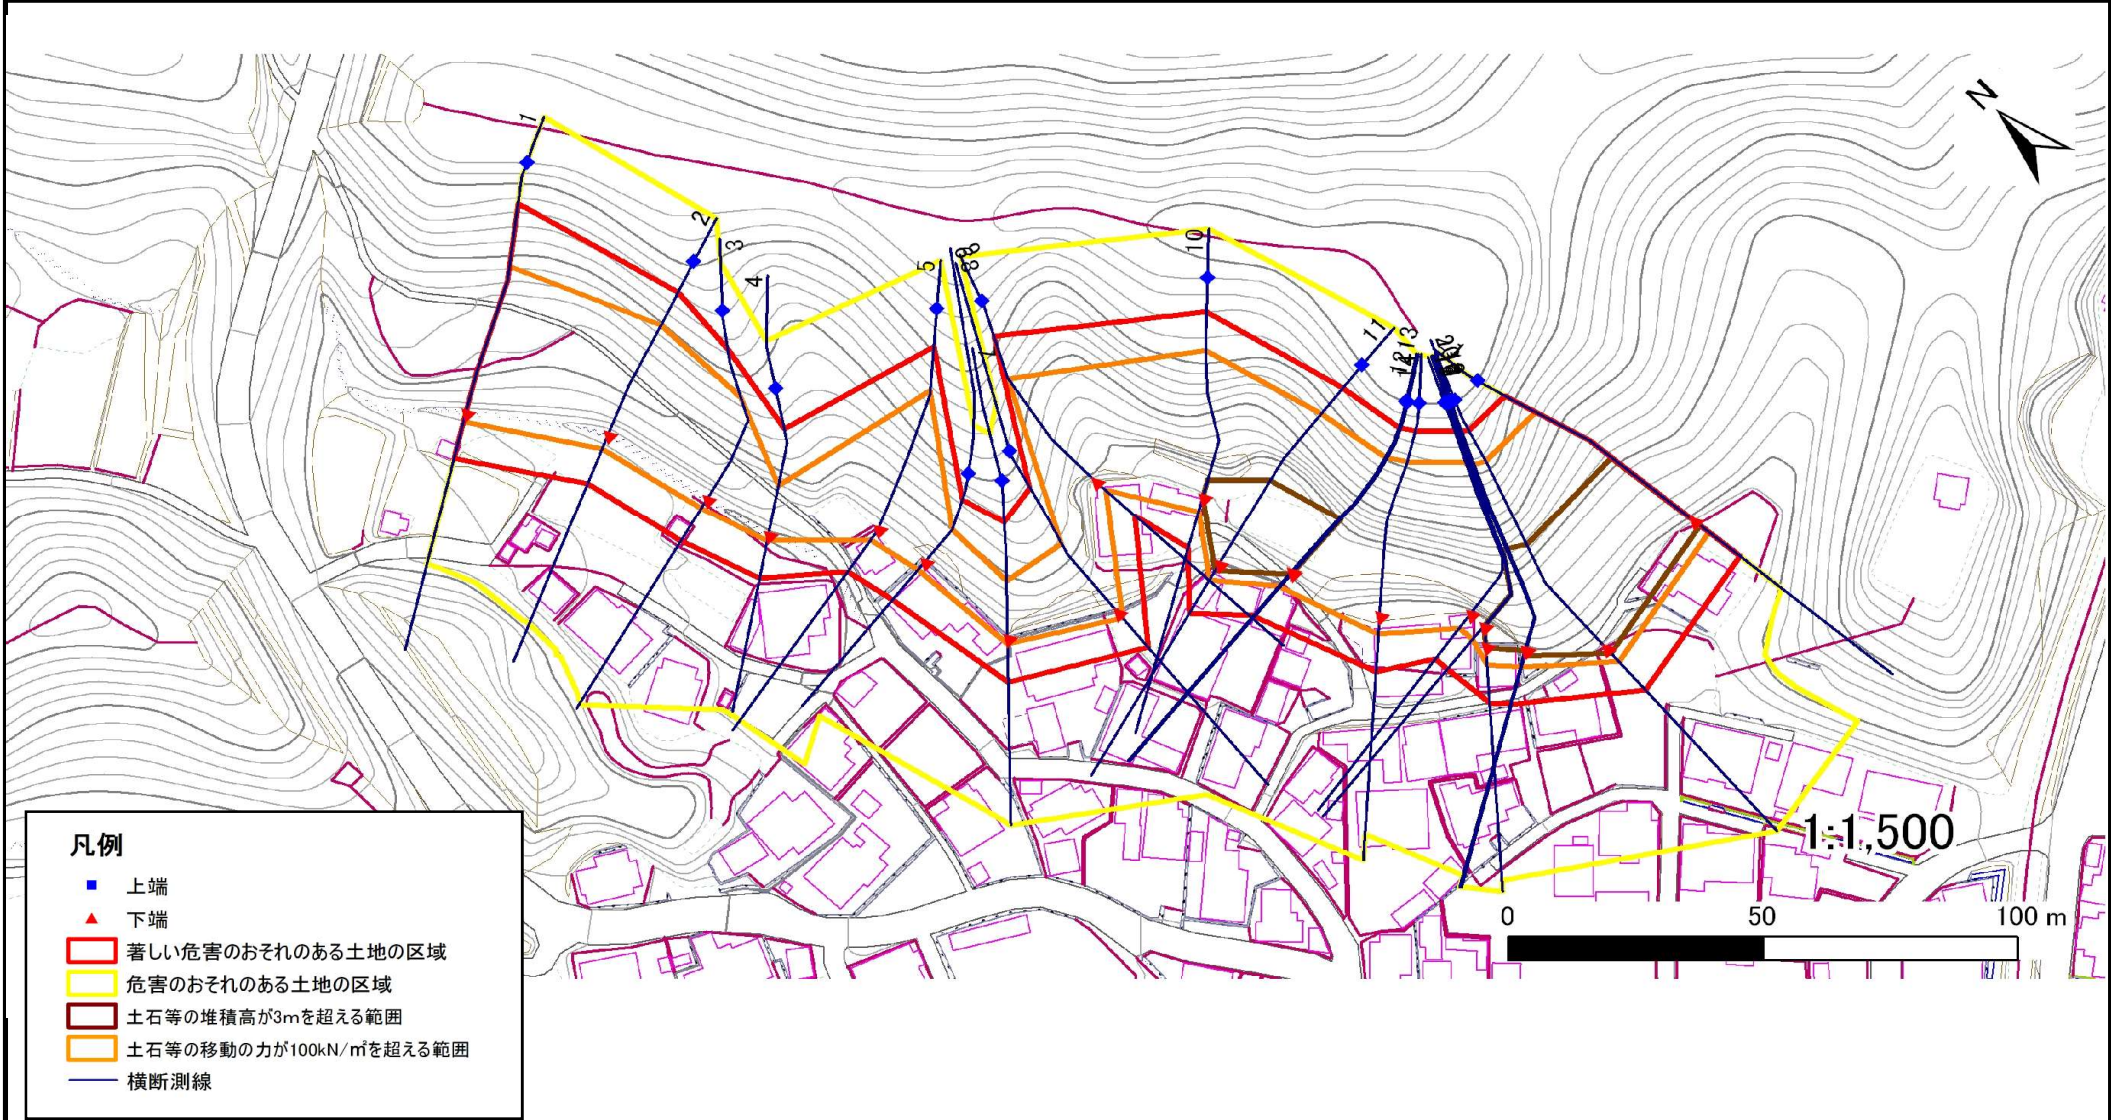 N
1
2
3
4
5
6
8
7
10
11
13
1:1,500
0 50 100 m
凡例
上端
下端
著しい危害のおそれのある土地の区域
危害のおそれのある土地の区域
土石等の堆積高が3mを超える範囲
土石等の移動の力が100kN/㎡を超える範囲
横断測線